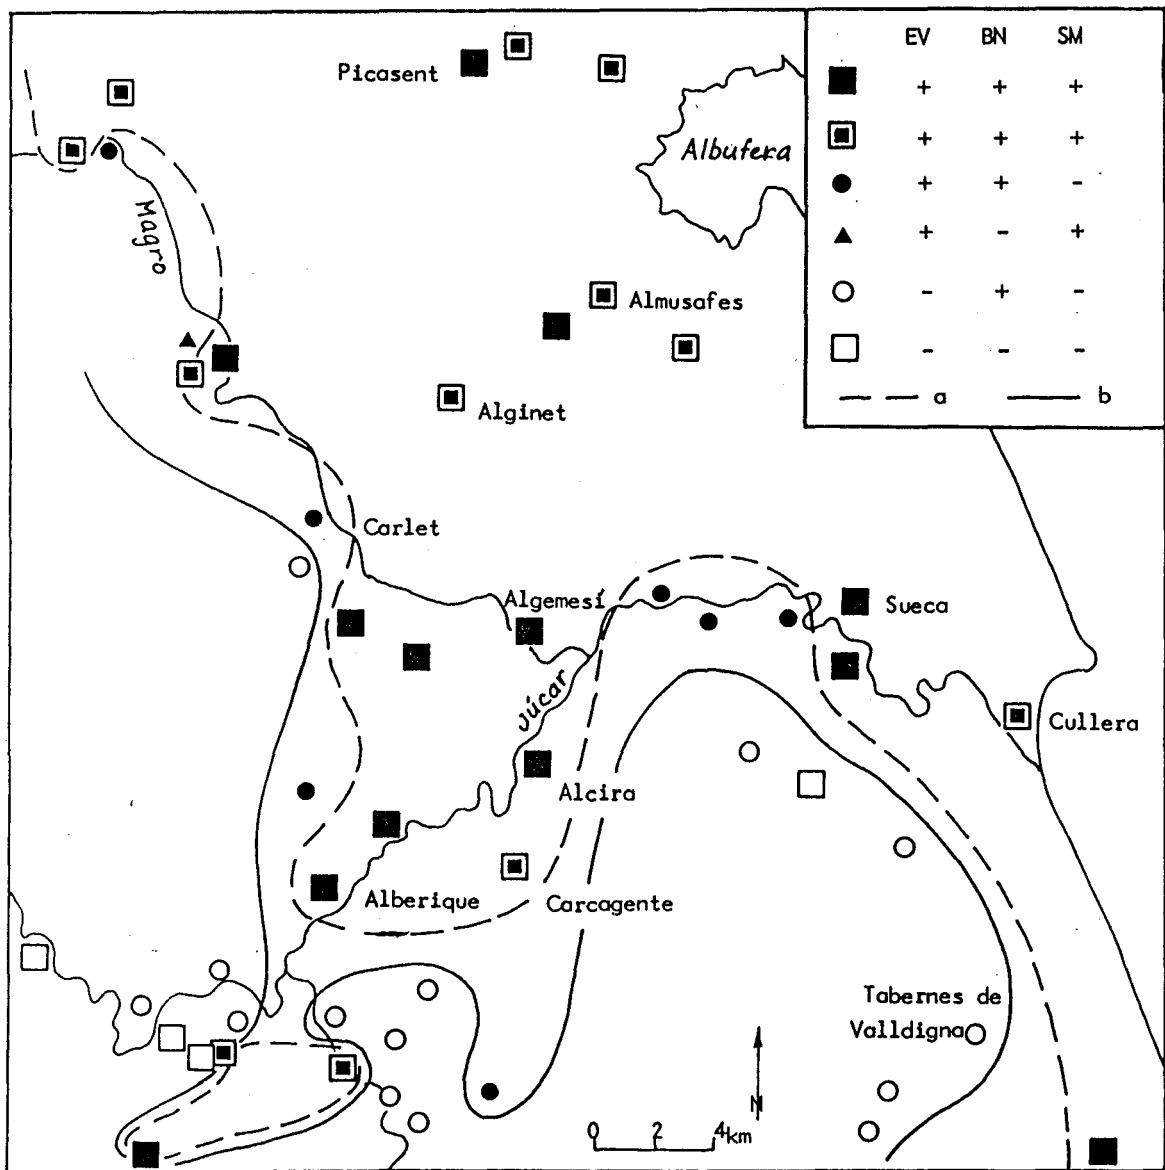 EV BN SM
+ + +
+ + +
+ + -
+ - +
- + -
- - -
a b
Picasent
Albufera
Magro
Almusafes
Alginet
Carlet
Algemesí
Sueca
Júcar
Cullera
Alcira
Alberique
Carcagente
Tabernes de
Valldigna
N
0 2 4km